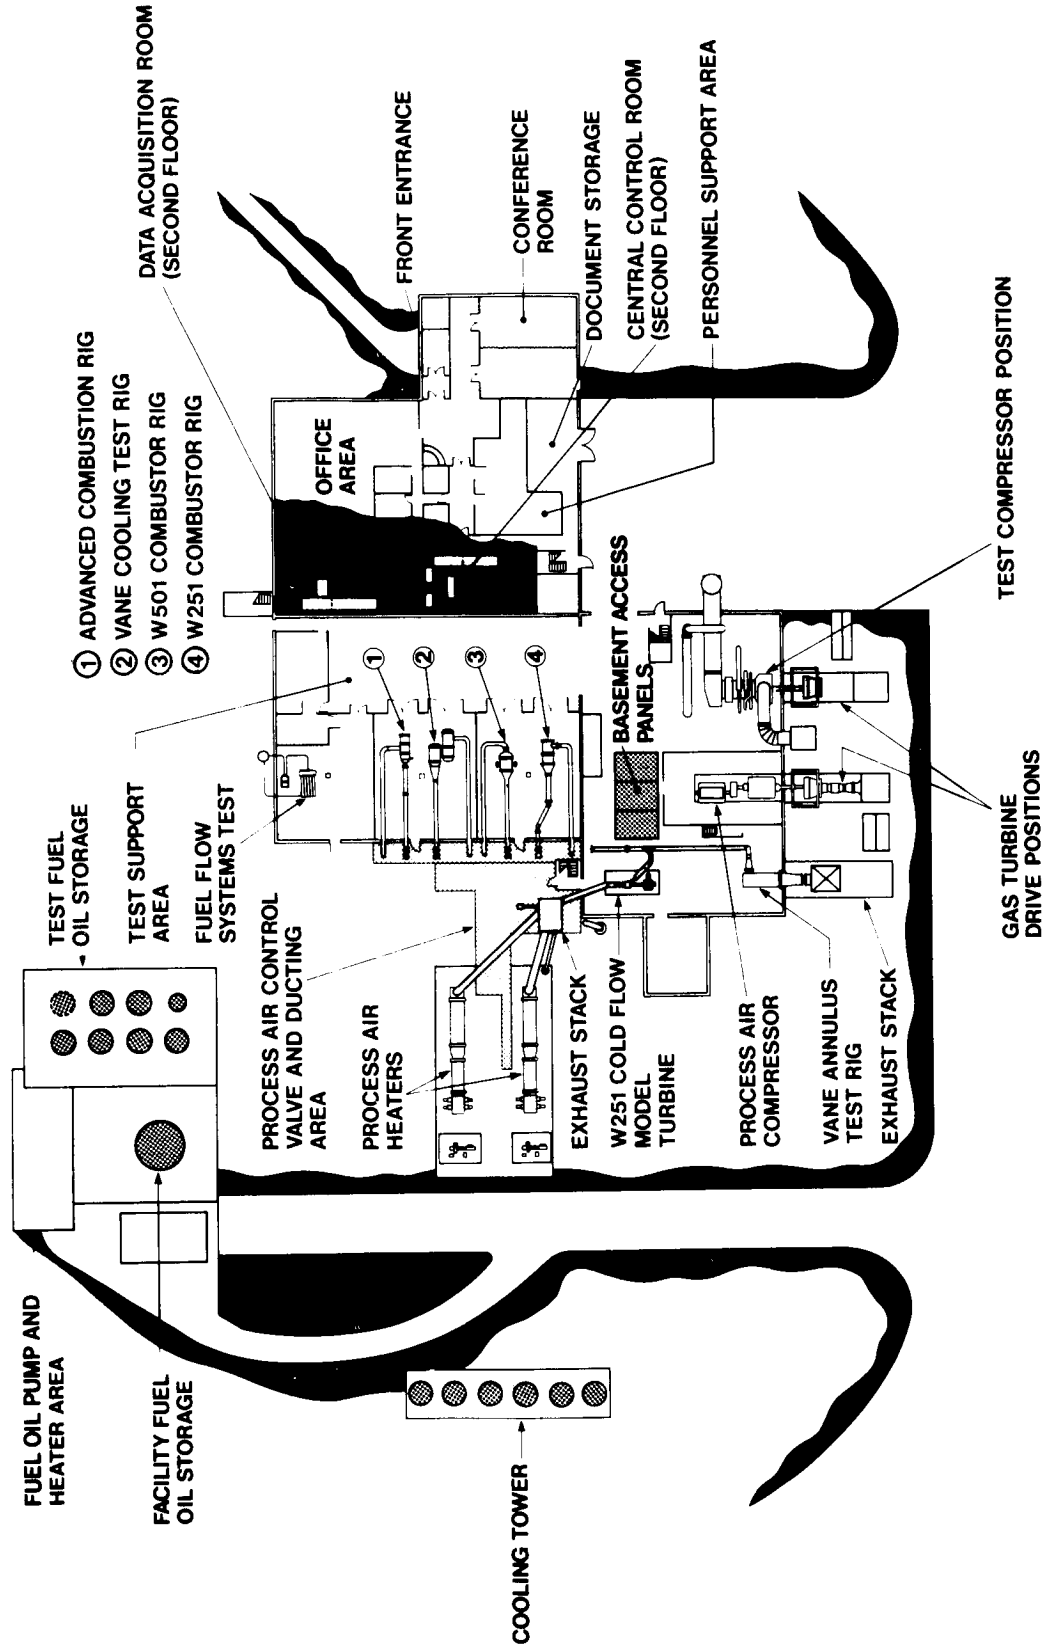 FUEL OIL PUMP AND
HEATER AREA
FACILITY FUEL
OIL STORAGE
COOLING TOWER
TEST FUEL
OIL STORAGE
TEST SUPPORT
AREA
FUEL FLOW
SYSTEMS TEST
PROCESS AIR CONTROL
VALVE AND DUCTING
AREA
PROCESS AIR
HEATERS
EXHAUST STACK
W251 COLD FLOW
MODEL
TURBINE
PROCESS AIR
COMPRESSOR
VANE ANNULUS
TEST RIG
EXHAUST STACK
1 ADVANCED COMBUSTION RIG
2 VANE COOLING TEST RIG
3 W501 COMBUSTOR RIG
4 W251 COMBUSTOR RIG
1
2
3
4
BASEMENT ACCESS
PANELS
OFFICE
AREA
DATA ACQUISITION ROOM
(SECOND FLOOR)
FRONT ENTRANCE
CONFERENCE
ROOM
DOCUMENT STORAGE
CENTRAL CONTROL ROOM
(SECOND FLOOR)
PERSONNEL SUPPORT AREA
TEST COMPRESSOR POSITION
GAS TURBINE
DRIVE POSITIONS